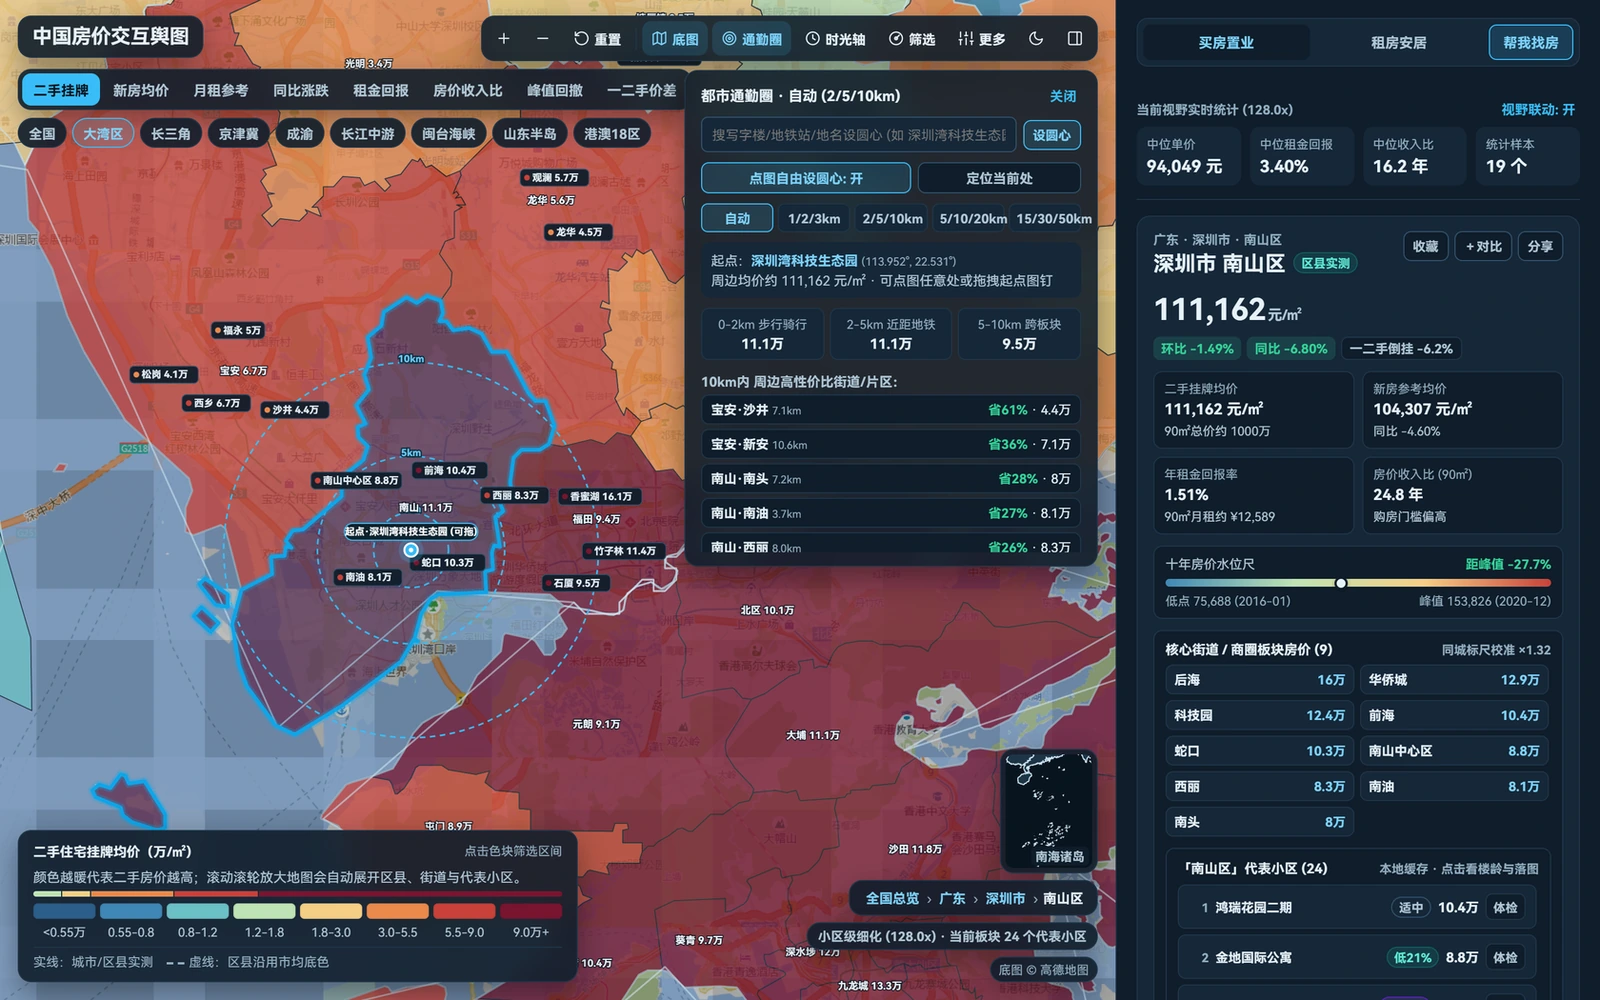 中国房价交互舆图
重置
底图
通勤圈
时光轴
筛选
更多
二手挂牌
新房均价
月租参考
同比涨跌
租金回报
房价收入比
峰值回撤
一二手价差
全国
大湾区
长三角
京津冀
成渝
长江中游
闽台海峡
山东半岛
港澳18区
光明 3.4万
观澜 5.7万
龙华 5.6万
龙华 4.5万
福永 5万
松岗 4.1万
宝安 6.7万
西乡 6.7万
沙井 4.4万
10km
5km
G2518
深中大桥
前海 10.4万
南山中心区 8.8万
西丽 8.3万
香蜜湖 16.1万
南山 11.1万
福田 9.4万
起点·深圳湾科技生态园 (可拖)
竹子林 11.4万
蛇口 10.3万
南油 8.1万
石厦 9.5万
北区 10.1万
元朗 9.1万
大埔 11.1万
屯门 8.9万
沙田 11.8万
葵青 9.7万
深水埗 12万
10.4万
九龙城 13.3万
都市通勤圈 · 自动 (2/5/10km)
关闭
搜写字楼/地铁站/地名设圆心 (如 深圳湾科技生态园
设圆心
点图自由设圆心: 开
定位当前处
自动
1/2/3km
2/5/10km
5/10/20km
15/30/50km
起点：深圳湾科技生态园 (113.952°, 22.531°)
周边均价约 111,162 元/㎡ · 可点图任意处或拖拽起点图钉
0-2km 步行骑行
11.1万
2-5km 近距地铁
11.1万
5-10km 跨板块
9.5万
10km内 周边高性价比街道/片区:
宝安·沙井 7.1km
省61% · 4.4万
宝安·新安 10.6km
省36% · 7.1万
南山·南头 7.2km
省28% · 8万
南山·南油 3.7km
省27% · 8.1万
南山·西丽 8.0km
省26% · 8.3万
南海诸岛
全国总览 › 广东 › 深圳市 › 南山区
小区级细化 (128.0x) · 当前板块 24 个代表小区
底图 © 高德地图
二手住宅挂牌均价（万/㎡）
点击色块筛选区间
颜色越暖代表二手房价越高；滚动滚轮放大地图会自动展开区县、街道与代表小区。
<0.55万
0.55-0.8
0.8-1.2
1.2-1.8
1.8-3.0
3.0-5.5
5.5-9.0
9.0万+
实线：城市/区县实测
虚线：区县沿用市均底色
买房置业
租房安居
帮我找房
当前视野实时统计 (128.0x)
视野联动: 开
中位单价
94,049 元
中位租金回报
3.40%
中位收入比
16.2 年
统计样本
19 个
广东 · 深圳市 · 南山区
深圳市 南山区
区县实测
收藏
+ 对比
分享
111,162元/㎡
环比 -1.49%
同比 -6.80%
一二手倒挂 -6.2%
二手挂牌均价
111,162 元/㎡
90㎡总价约 1000万
新房参考均价
104,307 元/㎡
同比 -4.60%
年租金回报率
1.51%
90㎡月租约 ¥12,589
房价收入比 (90㎡)
24.8 年
购房门槛偏高
十年房价水位尺
距峰值 -27.7%
低点 75,688 (2016-01)
峰值 153,826 (2020-12)
核心街道 / 商圈板块房价 (9)
同城标尺校准 ×1.32
后海
16万
华侨城
12.9万
科技园
12.4万
前海
10.4万
蛇口
10.3万
南山中心区
8.8万
西丽
8.3万
南油
8.1万
南头
8万
「南山区」代表小区 (24)
本地缓存 · 点击看楼龄与落图
1 鸿瑞花园二期
适中
10.4万
体检
2 金地国际公寓
低21%
8.8万
体检